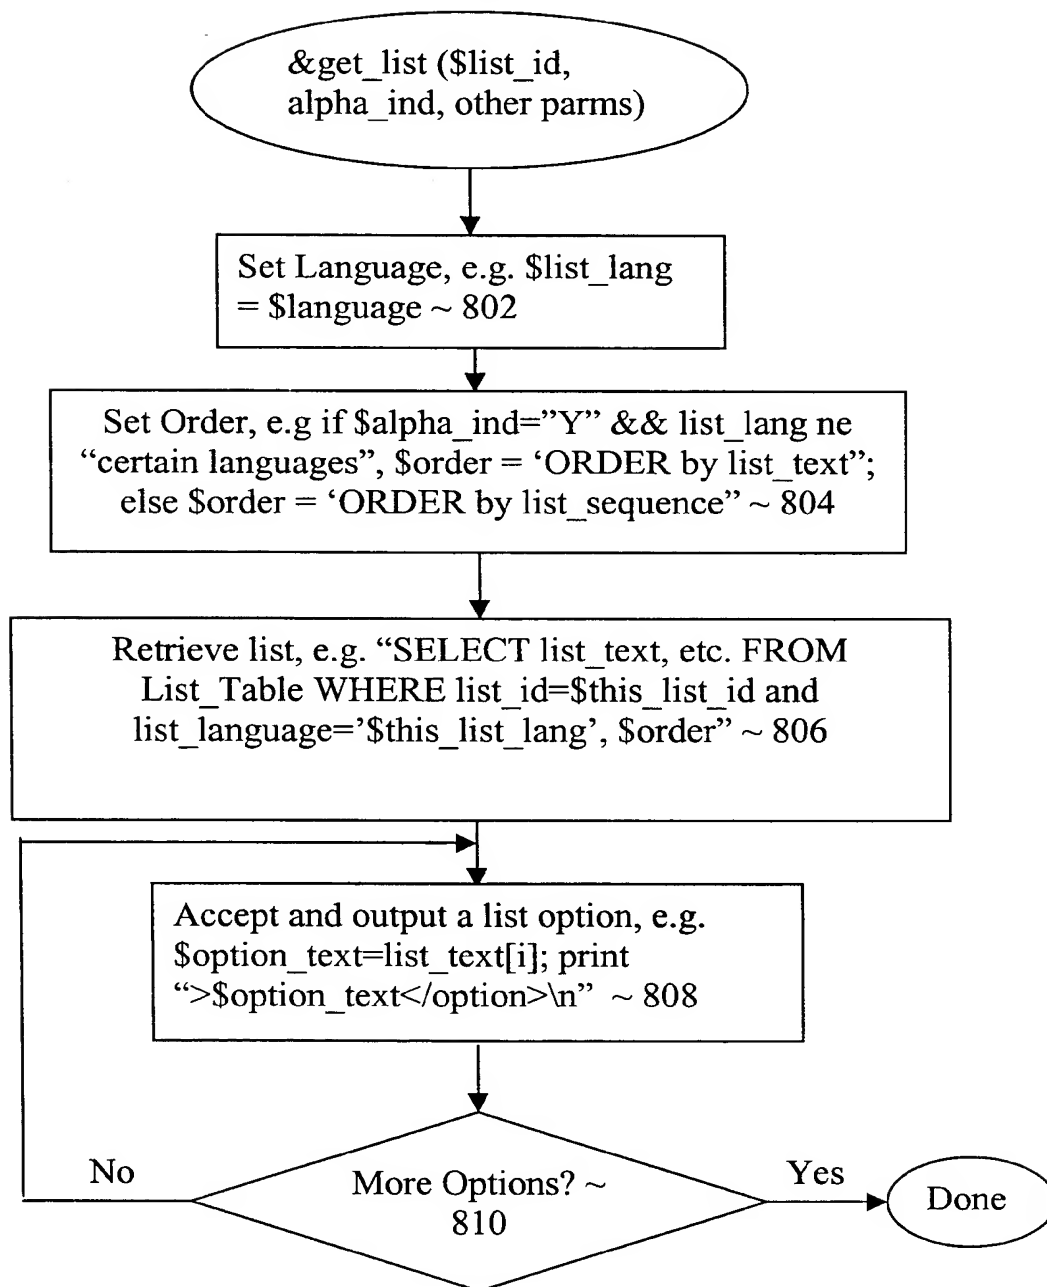 &get_list ($list_id,
alpha_ind, other parms)
Set Language, e.g. $list_lang
= $language ~ 802
Set Order, e.g if $alpha_ind=”Y” && list_lang ne
“certain languages”, $order = ‘ORDER by list_text”;
else $order = ‘ORDER by list_sequence” ~ 804
Retrieve list, e.g. “SELECT list_text, etc. FROM
List_Table WHERE list_id=$this_list_id and
list_language=’$this_list_lang’, $order” ~ 806
Accept and output a list option, e.g.
$option_text=list_text[i]; print
“>$option_text</option>\n” ~ 808
No
More Options? ~
810
Yes
Done